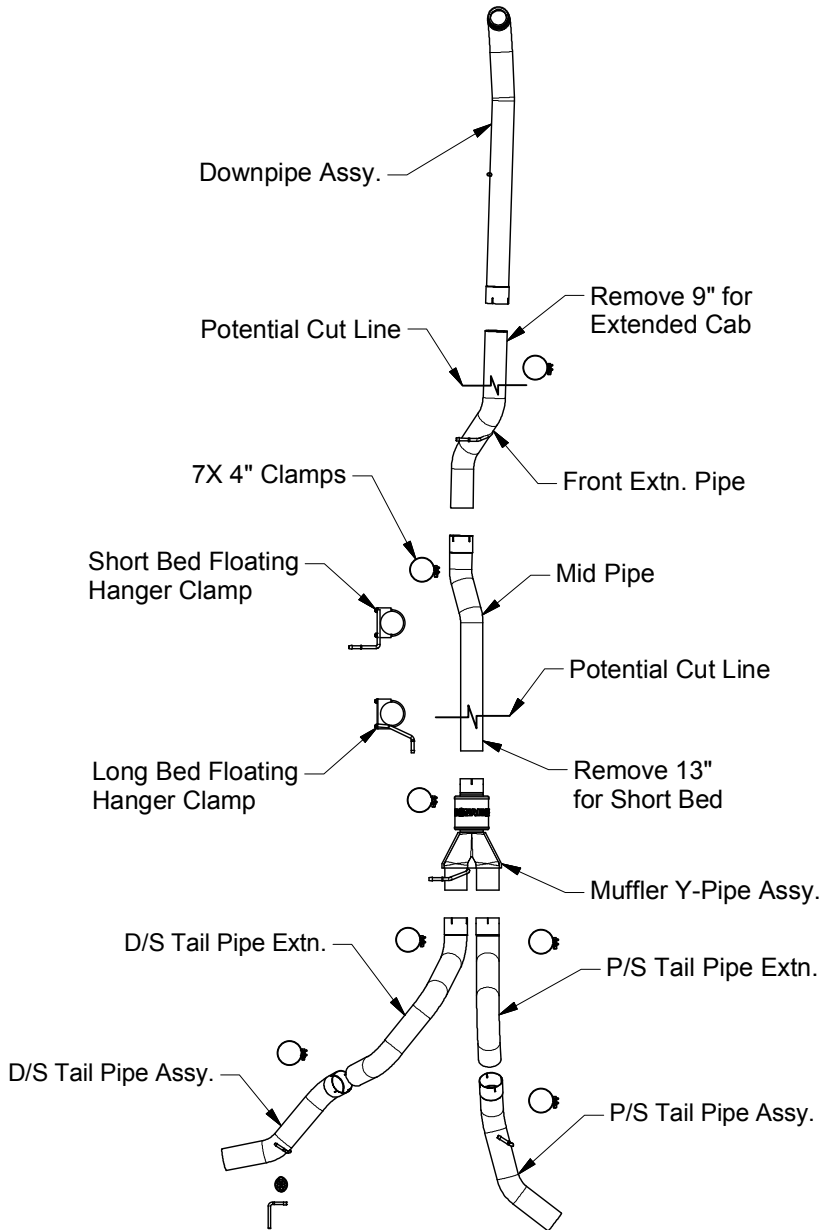 Downpipe Assy.
Remove 9" for
Extended Cab
Potential Cut Line
7X 4" Clamps
Front Extn. Pipe
Short Bed Floating
Hanger Clamp
Mid Pipe
Potential Cut Line
Long Bed Floating
Hanger Clamp
Remove 13"
for Short Bed
Muffler Y-Pipe Assy.
D/S Tail Pipe Extn.
P/S Tail Pipe Extn.
D/S Tail Pipe Assy.
P/S Tail Pipe Assy.